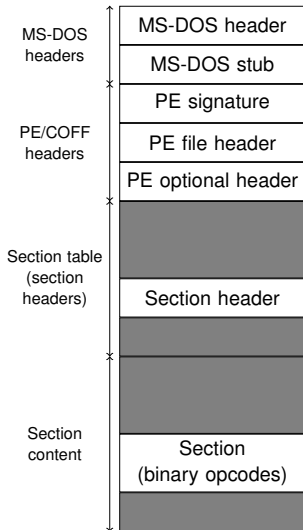 MS-DOS
headers
MS-DOS header
MS-DOS stub
PE/COFF
headers
PE signature
PE file header
PE optional header
Section table
(section
headers)
Section header
Section
content
Section
(binary opcodes)